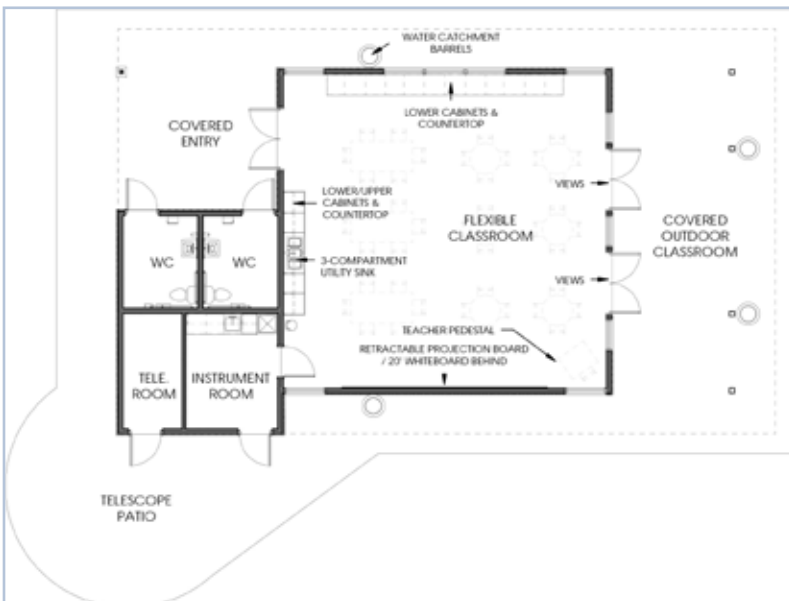 WATER CATCHMENT
BARRELS
LOWER CABINETS &
COUNTERTOP
COVERED
ENTRY
LOWER/UPPER
CABINETS &
COUNTERTOP
VIEWS
FLEXIBLE
CLASSROOM
COVERED
OUTDOOR
CLASSROOM
WC
WC
3-COMPARTMENT
UTILITY SINK
VIEWS
TEACHER PEDESTAL
RETRACTABLE PROJECTION BOARD
/ 20' WHITEBOARD BEHIND
TELE.
ROOM
INSTRUMENT
ROOM
TELESCOPE
PATIO